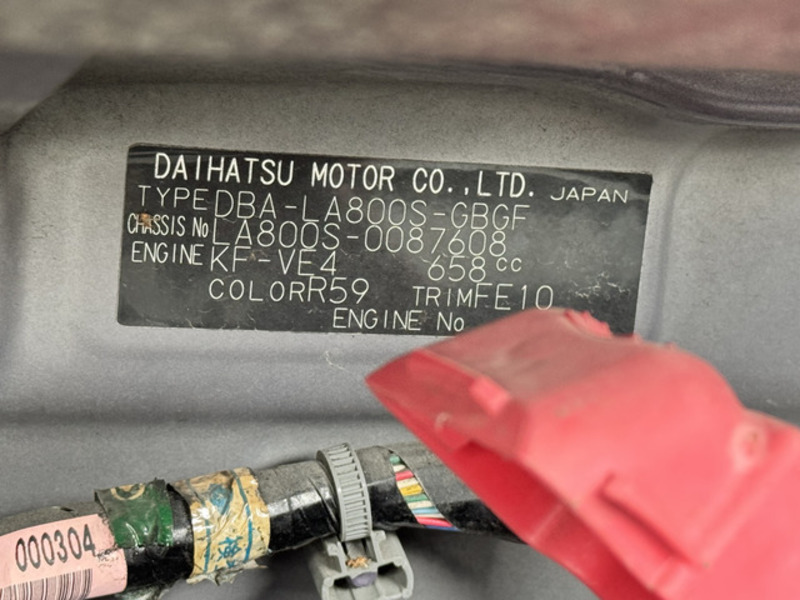 DAIHATSU MOTOR CO.,LTD. JAPAN
TYPE DBA-LA800S-GBGF
CHASSIS No LA800S-0087608
ENGINE KF-VE4 658cc
COLOR R59 TRIM FE10
ENGINE No
000304